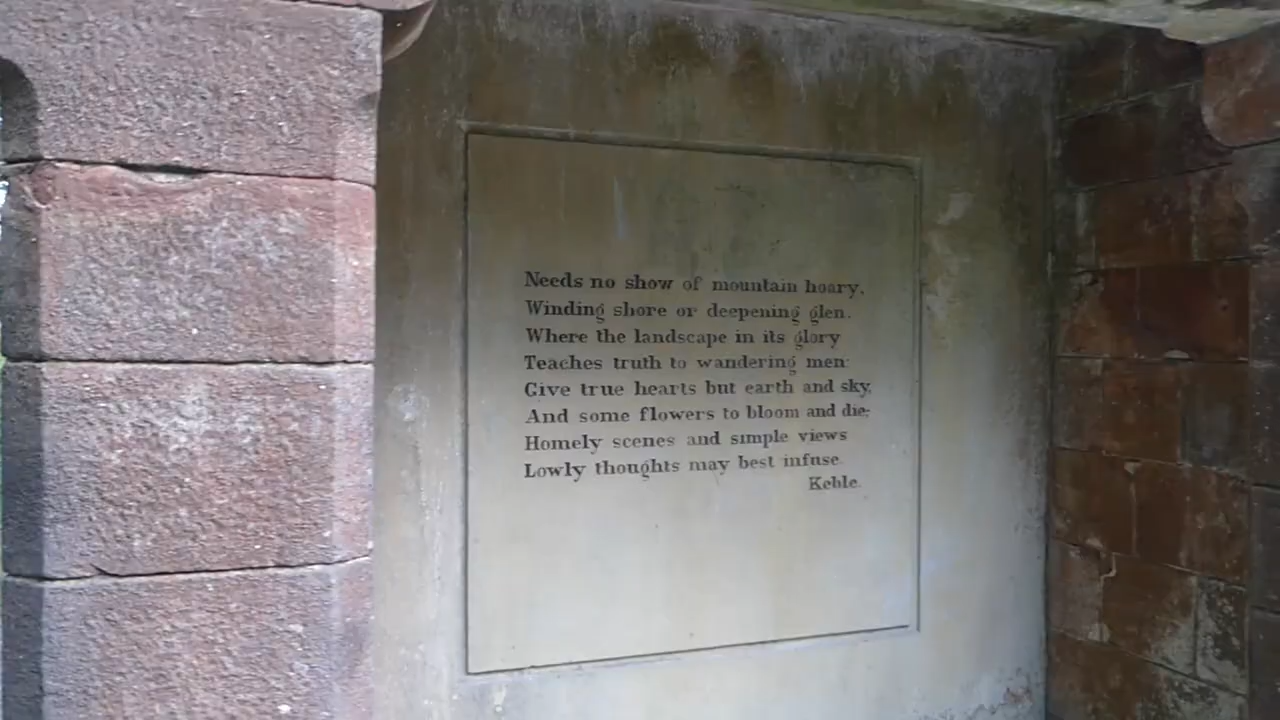 Needs no show of mountain hoary,
Winding shore or deepening glen.
Where the landscape in its glory
Teaches truth to wandering men:
Give true hearts but earth and sky,
And some flowers to bloom and die;
Homely scenes and simple views
Lowly thoughts may best infuse.
Keble.